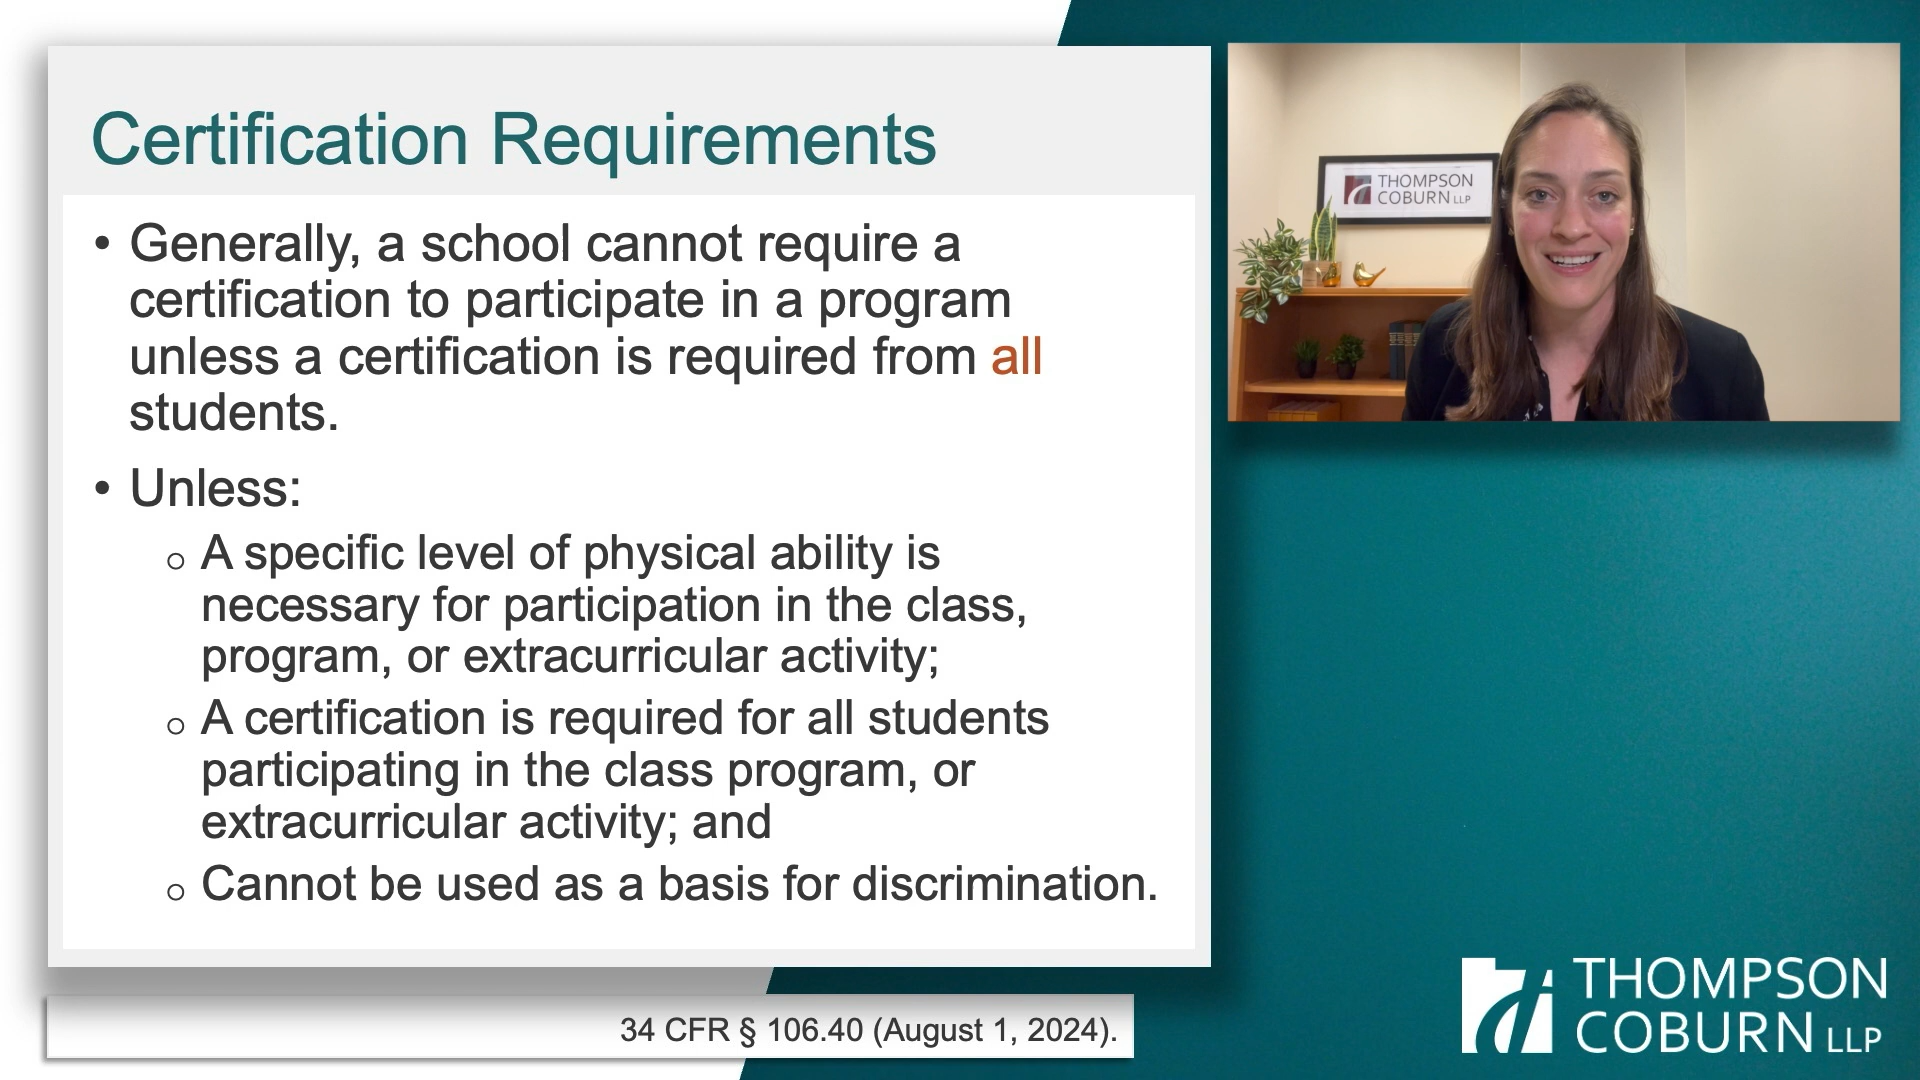 Certification Requirements
• Generally, a school cannot require a
certification to participate in a program
unless a certification is required from all
students.
• Unless:
o A specific level of physical ability is
necessary for participation in the class,
program, or extracurricular activity;
o A certification is required for all students
participating in the class program, or
extracurricular activity; and
o Cannot be used as a basis for discrimination.
34 CFR § 106.40 (August 1, 2024).
THOMPSON
COBURN LLP
THOMPSON
COBURN LLP